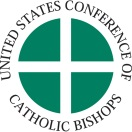 UNITED STATES CONFERENCE OF
CATHOLIC BISHOPS